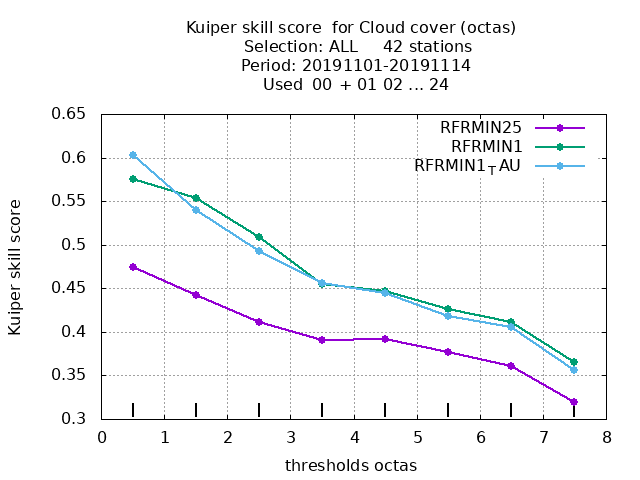 Kuiper skill score  for Cloud cover (octas)
Selection: ALL     42 stations
Period: 20191101-20191114
Used  00 + 01 02 ... 24
RFRMIN25
RFRMIN1
RFRMIN1TAU
0.65
0.6
0.55
0.5
0.45
0.4
0.35
0.3
Kuiper skill score
0 1 2 3 4 5 6 7 8
thresholds octas